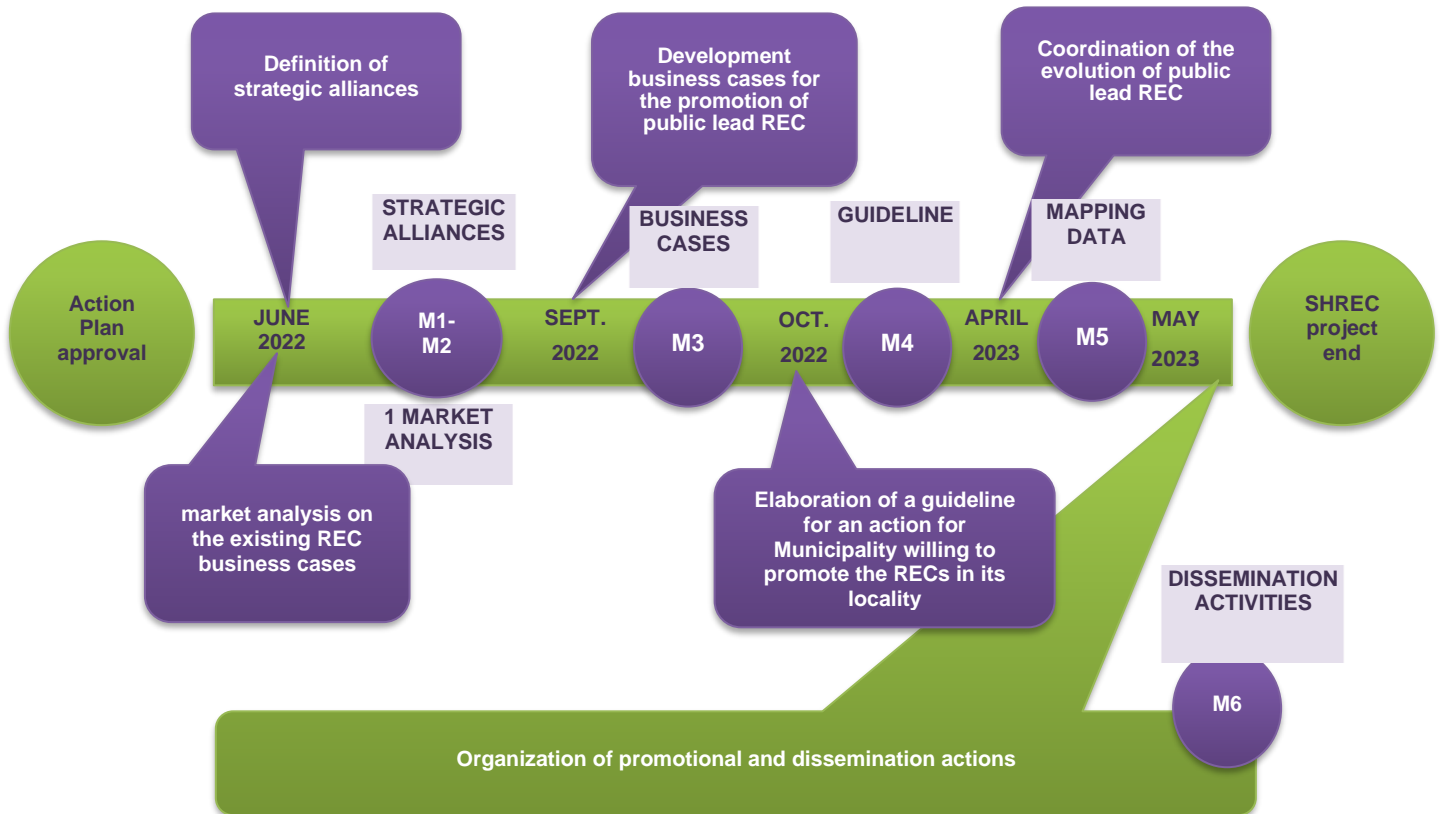 Definition of
strategic alliances
Development
business cases for
the promotion of
public lead REC
Coordination of the
evolution of public
lead REC
STRATEGIC
ALLIANCES
BUSINESS
CASES
GUIDELINE
MAPPING
DATA
Action
Plan
approval
JUNE
2022
M1-
M2
SEPT.
2022
M3
OCT.
2022
M4
APRIL
2023
M5
MAY
2023
SHREC
project
end
1 MARKET
ANALYSIS
market analysis on
the existing REC
business cases
Elaboration of a guideline
for an action for
Municipality willing to
promote the RECs in its
locality
DISSEMINATION
ACTIVITIES
M6
Organization of promotional and dissemination actions